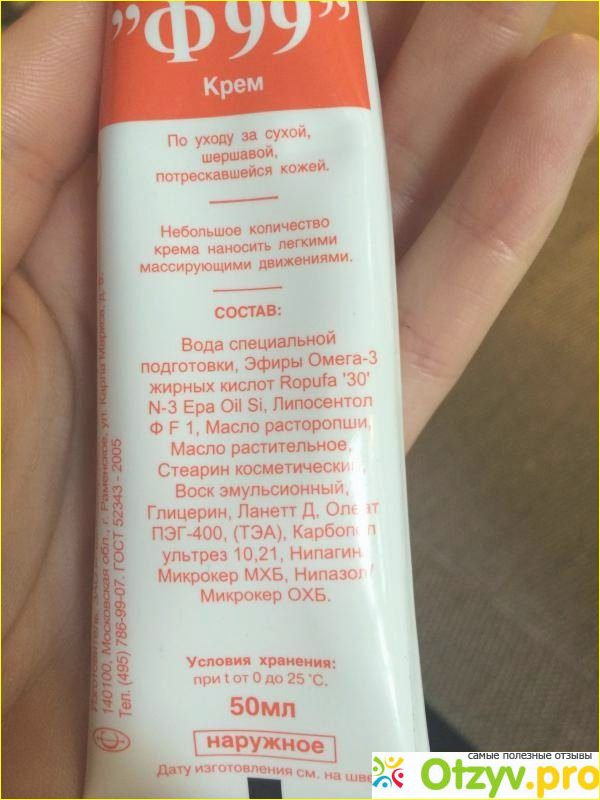 "Ф99"
Крем
По уходу за сухой,
шершавой,
потрескавшейся кожей.
Небольшое количество
крема наносить легкими
массирующими движениями.
СОСТАВ:
Вода специальной
подготовки, Эфиры Омега-3
жирных кислот Ropufa '30'
N-3 Epa Oil Si, Липосентол
Ф F 1, Масло расторопши,
Масло растительное,
Стеарин косметический,
Воск эмульсионный,
Глицерин, Ланетт Д, Олеат
ПЭГ-400, (ТЭА), Карбопол
ультрез 10,21, Нипагин/
Микрокер МХБ, Нипазол/
Микрокер ОХБ.
Условия хранения:
при t от 0 до 25 °С.
50мл
наружное
Дату изготовления см. на шве
140100, Московская обл., г. Раменское, ул. Карла Маркса, д. 
Тел. (495) 786-99-07. ГОСТ 52343 - 2005
самые полезные отзывы
Otzyv.pro